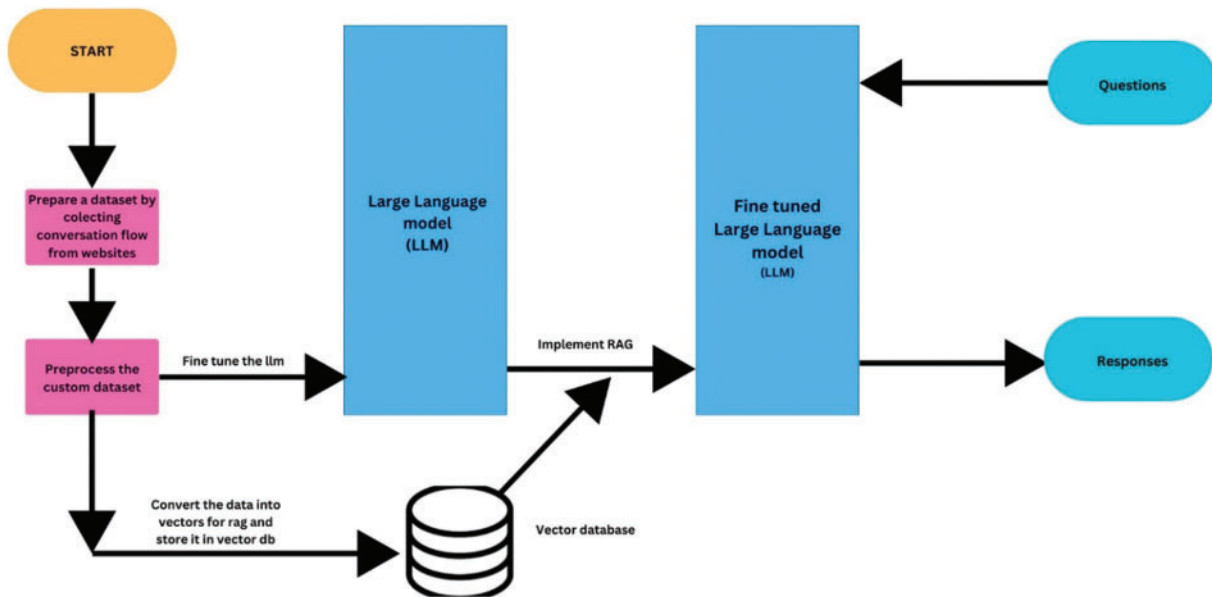 START
Prepare a dataset by
colecting
conversation flow
from websites
Preprocess the
custom dataset
Fine tune the llm
Convert the data into
vectors for rag and
store it in vector db
Large Language
model
(LLM)
Implement RAG
Vector database
Fine tuned
Large Language
model
(LLM)
Questions
Responses